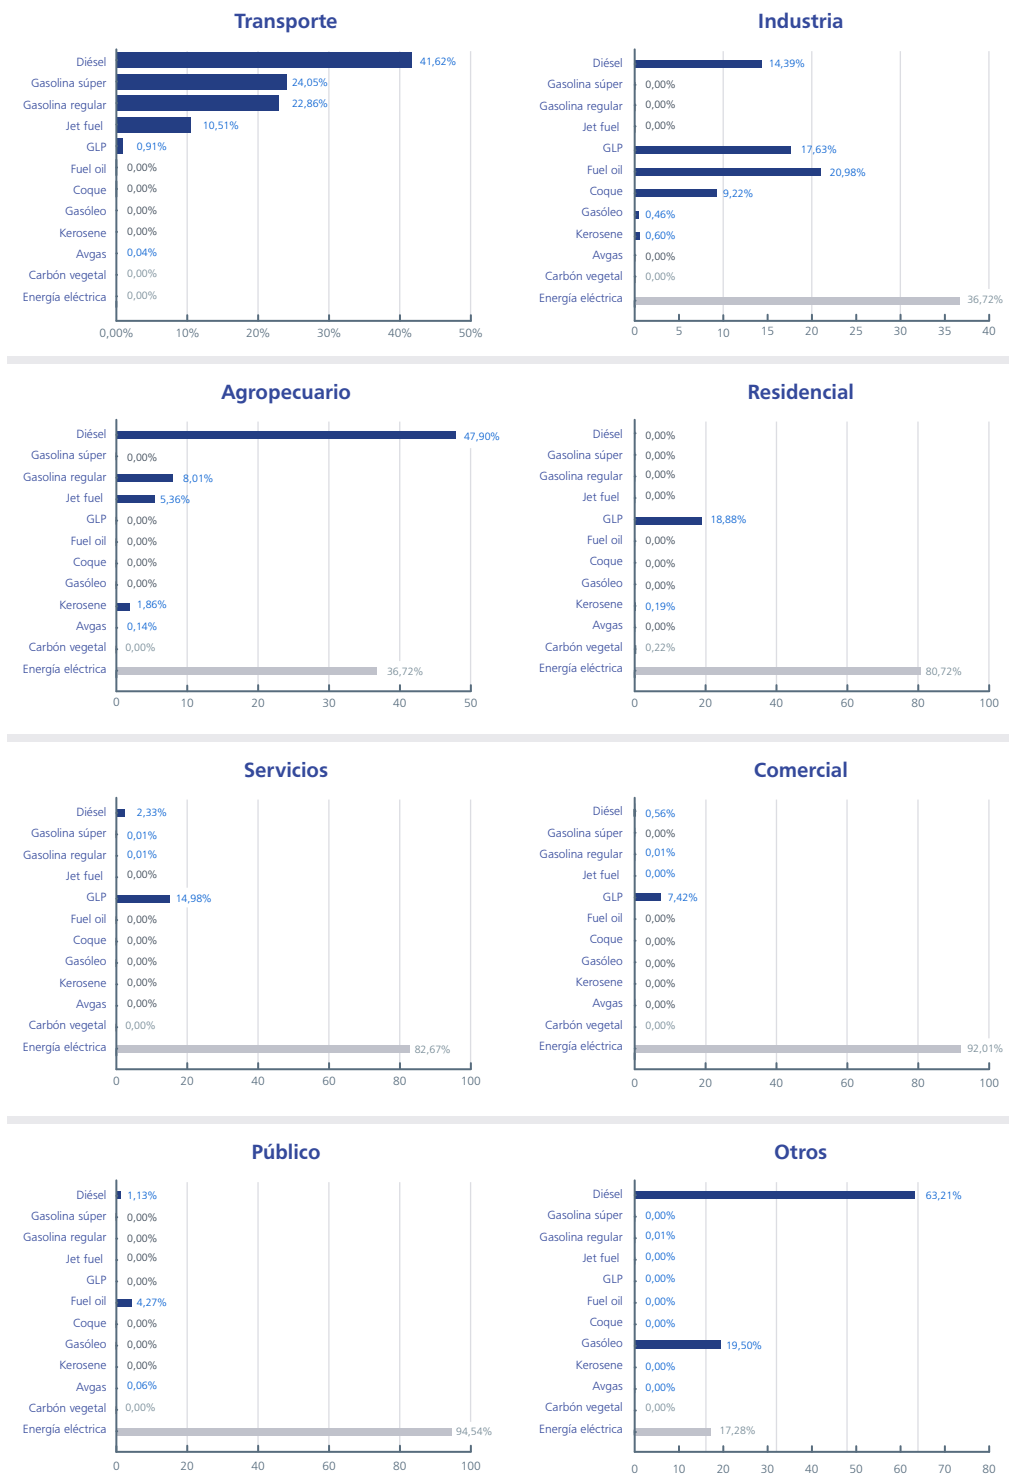 Transporte
Diésel 41,62%
Gasolina súper 24,05%
Gasolina regular 22,86%
Jet fuel 10,51%
GLP 0,91%
Fuel oil 0,00%
Coque 0,00%
Gasóleo 0,00%
Kerosene 0,00%
Avgas 0,04%
Carbón vegetal 0,00%
Energía eléctrica 0,00%
0,00% 10% 20% 30% 40% 50%
Industria
Diésel 14,39%
Gasolina súper 0,00%
Gasolina regular 0,00%
Jet fuel 0,00%
GLP 17,63%
Fuel oil 20,98%
Coque 9,22%
Gasóleo 0,46%
Kerosene 0,60%
Avgas 0,00%
Carbón vegetal 0,00%
Energía eléctrica 36,72%
0 5 10 15 20 25 30 35 40
Agropecuario
Diésel 47,90%
Gasolina súper 0,00%
Gasolina regular 8,01%
Jet fuel 5,36%
GLP 0,00%
Fuel oil 0,00%
Coque 0,00%
Gasóleo 0,00%
Kerosene 1,86%
Avgas 0,14%
Carbón vegetal 0,00%
Energía eléctrica 36,72%
0 10 20 30 40 50
Residencial
Diésel 0,00%
Gasolina súper 0,00%
Gasolina regular 0,00%
Jet fuel 0,00%
GLP 18,88%
Fuel oil 0,00%
Coque 0,00%
Gasóleo 0,00%
Kerosene 0,19%
Avgas 0,00%
Carbón vegetal 0,22%
Energía eléctrica 80,72%
0 20 40 60 80 100
Servicios
Diésel 2,33%
Gasolina súper 0,01%
Gasolina regular 0,01%
Jet fuel 0,00%
GLP 14,98%
Fuel oil 0,00%
Coque 0,00%
Gasóleo 0,00%
Kerosene 0,00%
Avgas 0,00%
Carbón vegetal 0,00%
Energía eléctrica 82,67%
0 20 40 60 80 100
Comercial
Diésel 0,56%
Gasolina súper 0,00%
Gasolina regular 0,01%
Jet fuel 0,00%
GLP 7,42%
Fuel oil 0,00%
Coque 0,00%
Gasóleo 0,00%
Kerosene 0,00%
Avgas 0,00%
Carbón vegetal 0,00%
Energía eléctrica 92,01%
0 20 40 60 80 100
Público
Diésel 1,13%
Gasolina súper 0,00%
Gasolina regular 0,00%
Jet fuel 0,00%
GLP 0,00%
Fuel oil 4,27%
Coque 0,00%
Gasóleo 0,00%
Kerosene 0,00%
Avgas 0,06%
Carbón vegetal 0,00%
Energía eléctrica 94,54%
0 20 40 60 80 100
Otros
Diésel 63,21%
Gasolina súper 0,00%
Gasolina regular 0,01%
Jet fuel 0,00%
GLP 0,00%
Fuel oil 0,00%
Coque 0,00%
Gasóleo 19,50%
Kerosene 0,00%
Avgas 0,00%
Carbón vegetal 0,00%
Energía eléctrica 17,28%
0 10 20 30 40 50 60 70 80